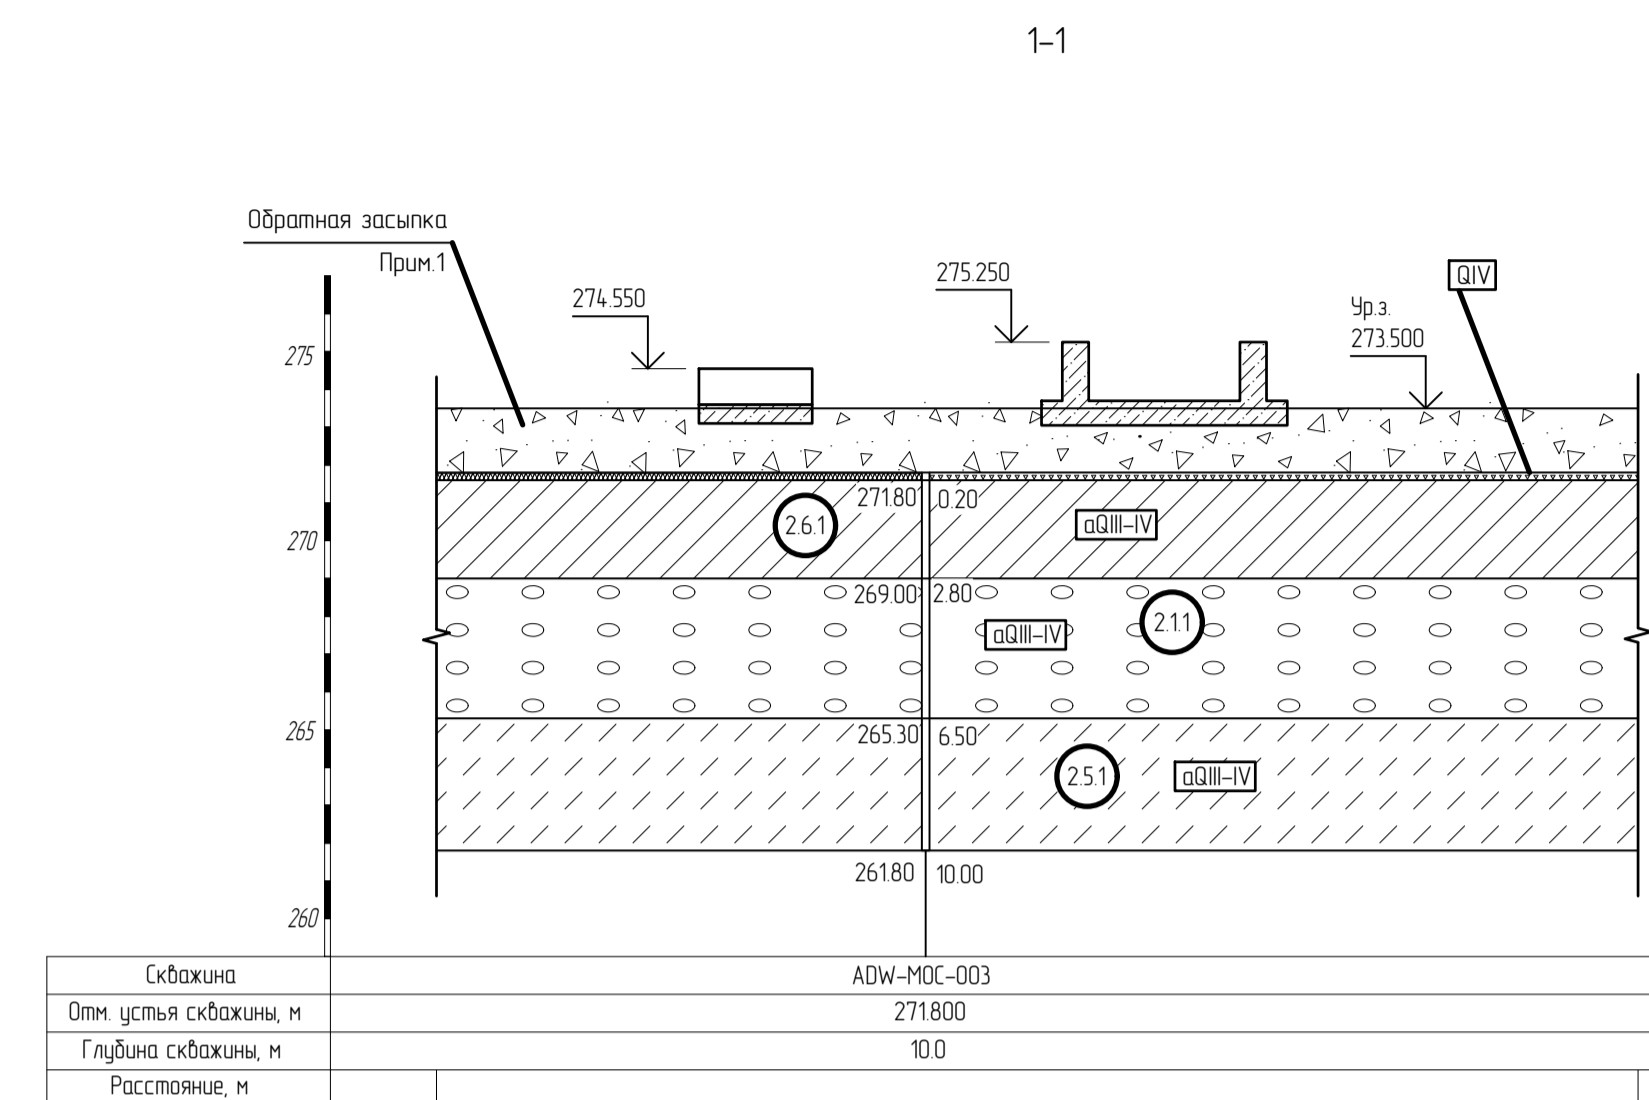 1-1
Обратная засыпка
Прим.1
274.550
275.250
QIV
Ур.з.
273.500
275
270
265
260
271.80 0.20
2.6.1
aQIII-IV
269.00 2.80
aQIII-IV
2.1.1
265.30 6.50
2.5.1
aQIII-IV
261.80 10.00
Скважина ADW-MOC-003
Отм. устья скважины, м 271.800
Глубина скважины, м 10.0
Расстояние, м